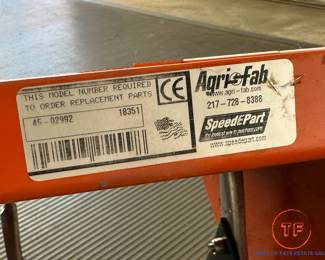 THIS MODEL NUMBER REQUIRED
TO ORDER REPLACEMENT PARTS
45-02992 18351
CE
Agri-Fab
www.agri-fab.com
217-728-8388
SpeedEPart
www.speedepart.com
TF